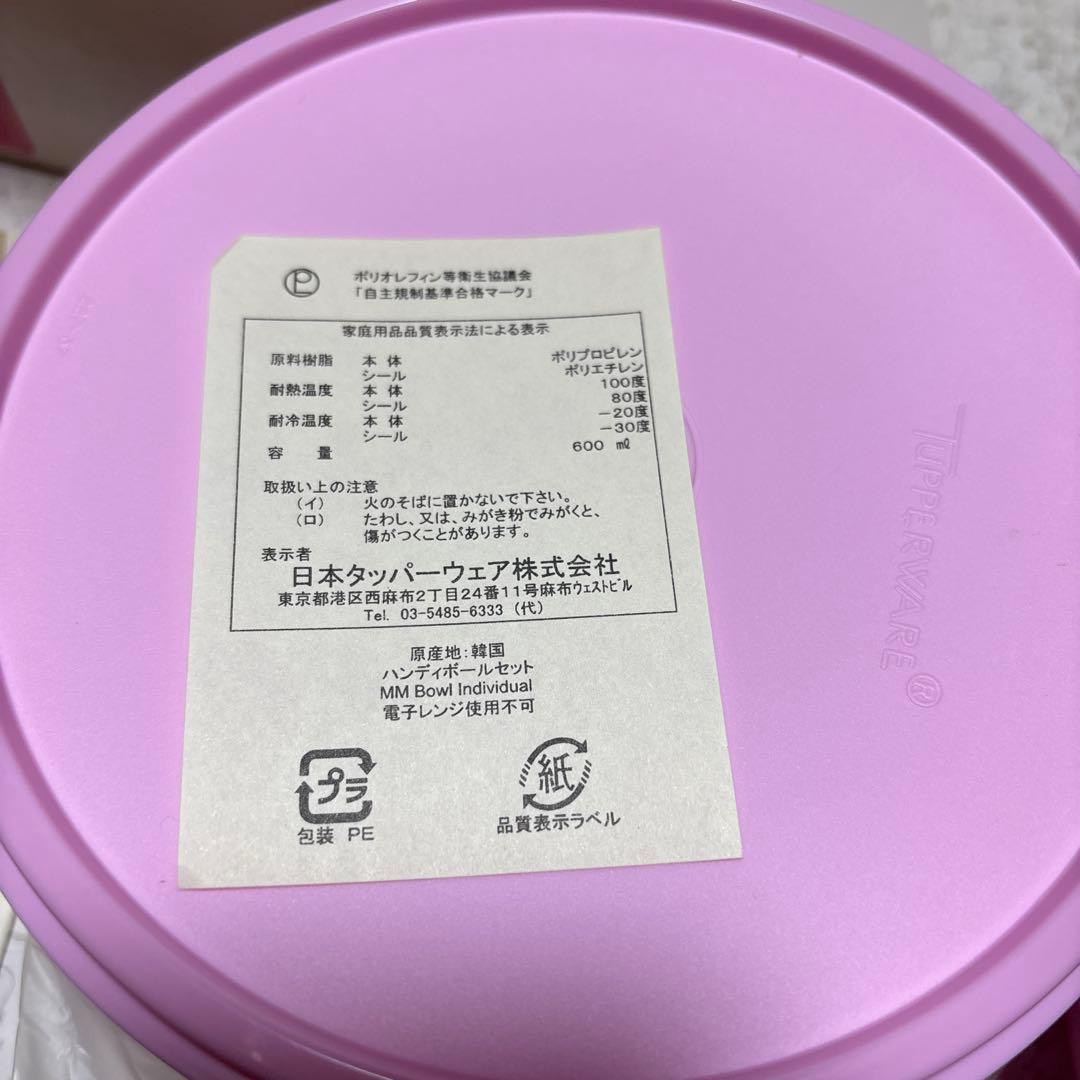 P
ポリオレフィン等衛生協議会
「自主規制基準合格マーク」
家庭用品品質表示法による表示
原料樹脂 本体 ポリプロピレン
シール ポリエチレン
耐熱温度 本体 100度
シール 80度
耐冷温度 本体 −20度
シール −30度
容量 600 ㎖
取扱い上の注意
(イ) 火のそばに置かないで下さい。
(ロ) たわし、又は、みがき粉でみがくと、
傷がつくことがあります。
表示者
日本タッパーウェア株式会社
東京都港区西麻布2丁目24番11号麻布ウェストビル
Tel. 03-5485-6333 (代)
原産地:韓国
ハンディボールセット
MM Bowl Individual
電子レンジ使用不可
プラ
包装 PE
紙
品質表示ラベル
TUPPERWARE®